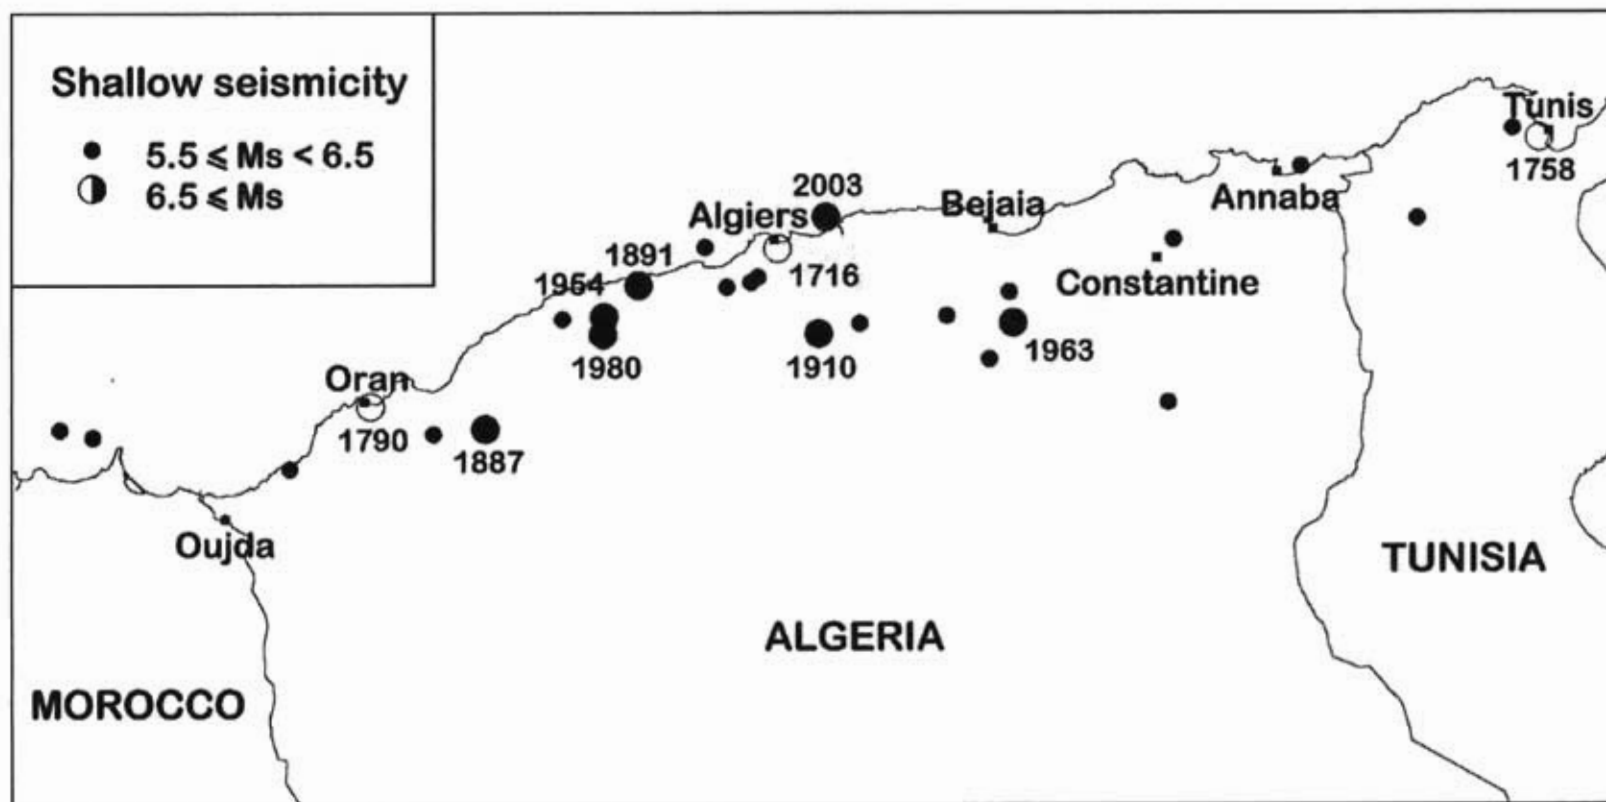 Shallow seismicity
5.5 ⩽ Ms < 6.5
6.5 ⩽ Ms
Tunis
1758
2003
Algiers
Bejaia
Annaba
1891
1716
1954
Constantine
1980
1910
1963
Oran
1790
1887
Oujda
TUNISIA
ALGERIA
MOROCCO